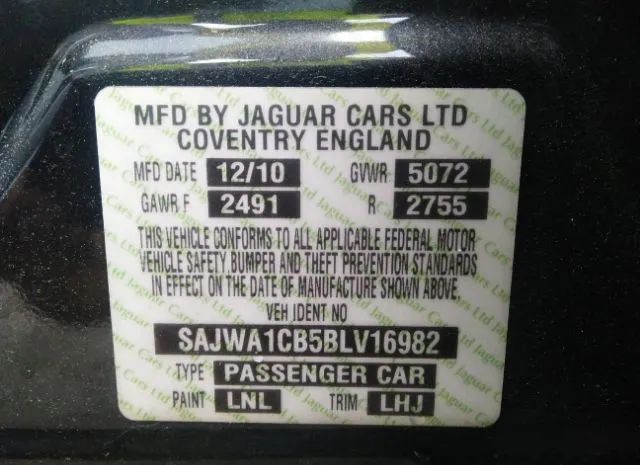 MFD BY JAGUAR CARS LTD
COVENTRY ENGLAND
MFD DATE 12/10 GVWR 5072
GAWR F 2491 R 2755
THIS VEHICLE CONFORMS TO ALL APPLICABLE FEDERAL MOTOR
VEHICLE SAFETY, BUMPER AND THEFT PREVENTION STANDARDS
IN EFFECT ON THE DATE OF MANUFACTURE SHOWN ABOVE.
VEH IDENT NO
SAJWA1CB5BLV16982
TYPE PASSENGER CAR
PAINT LNL TRIM LHJ